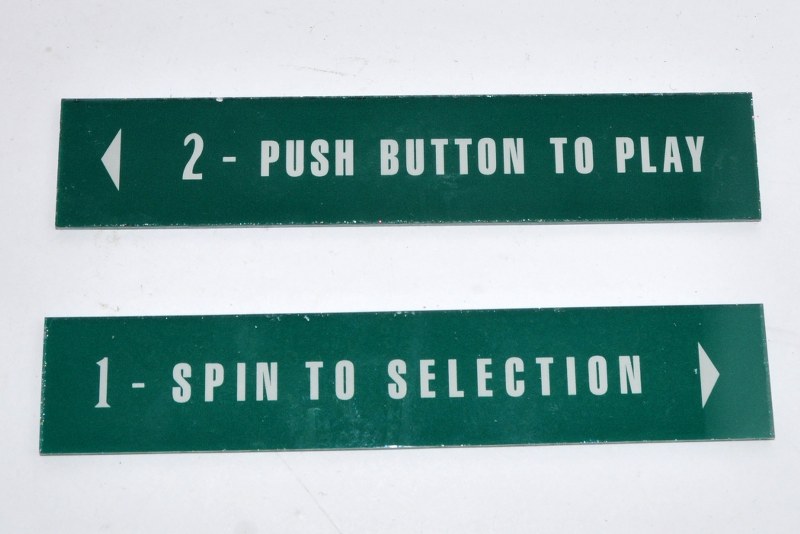 2 - PUSH BUTTON TO PLAY
1 - SPIN TO SELECTION